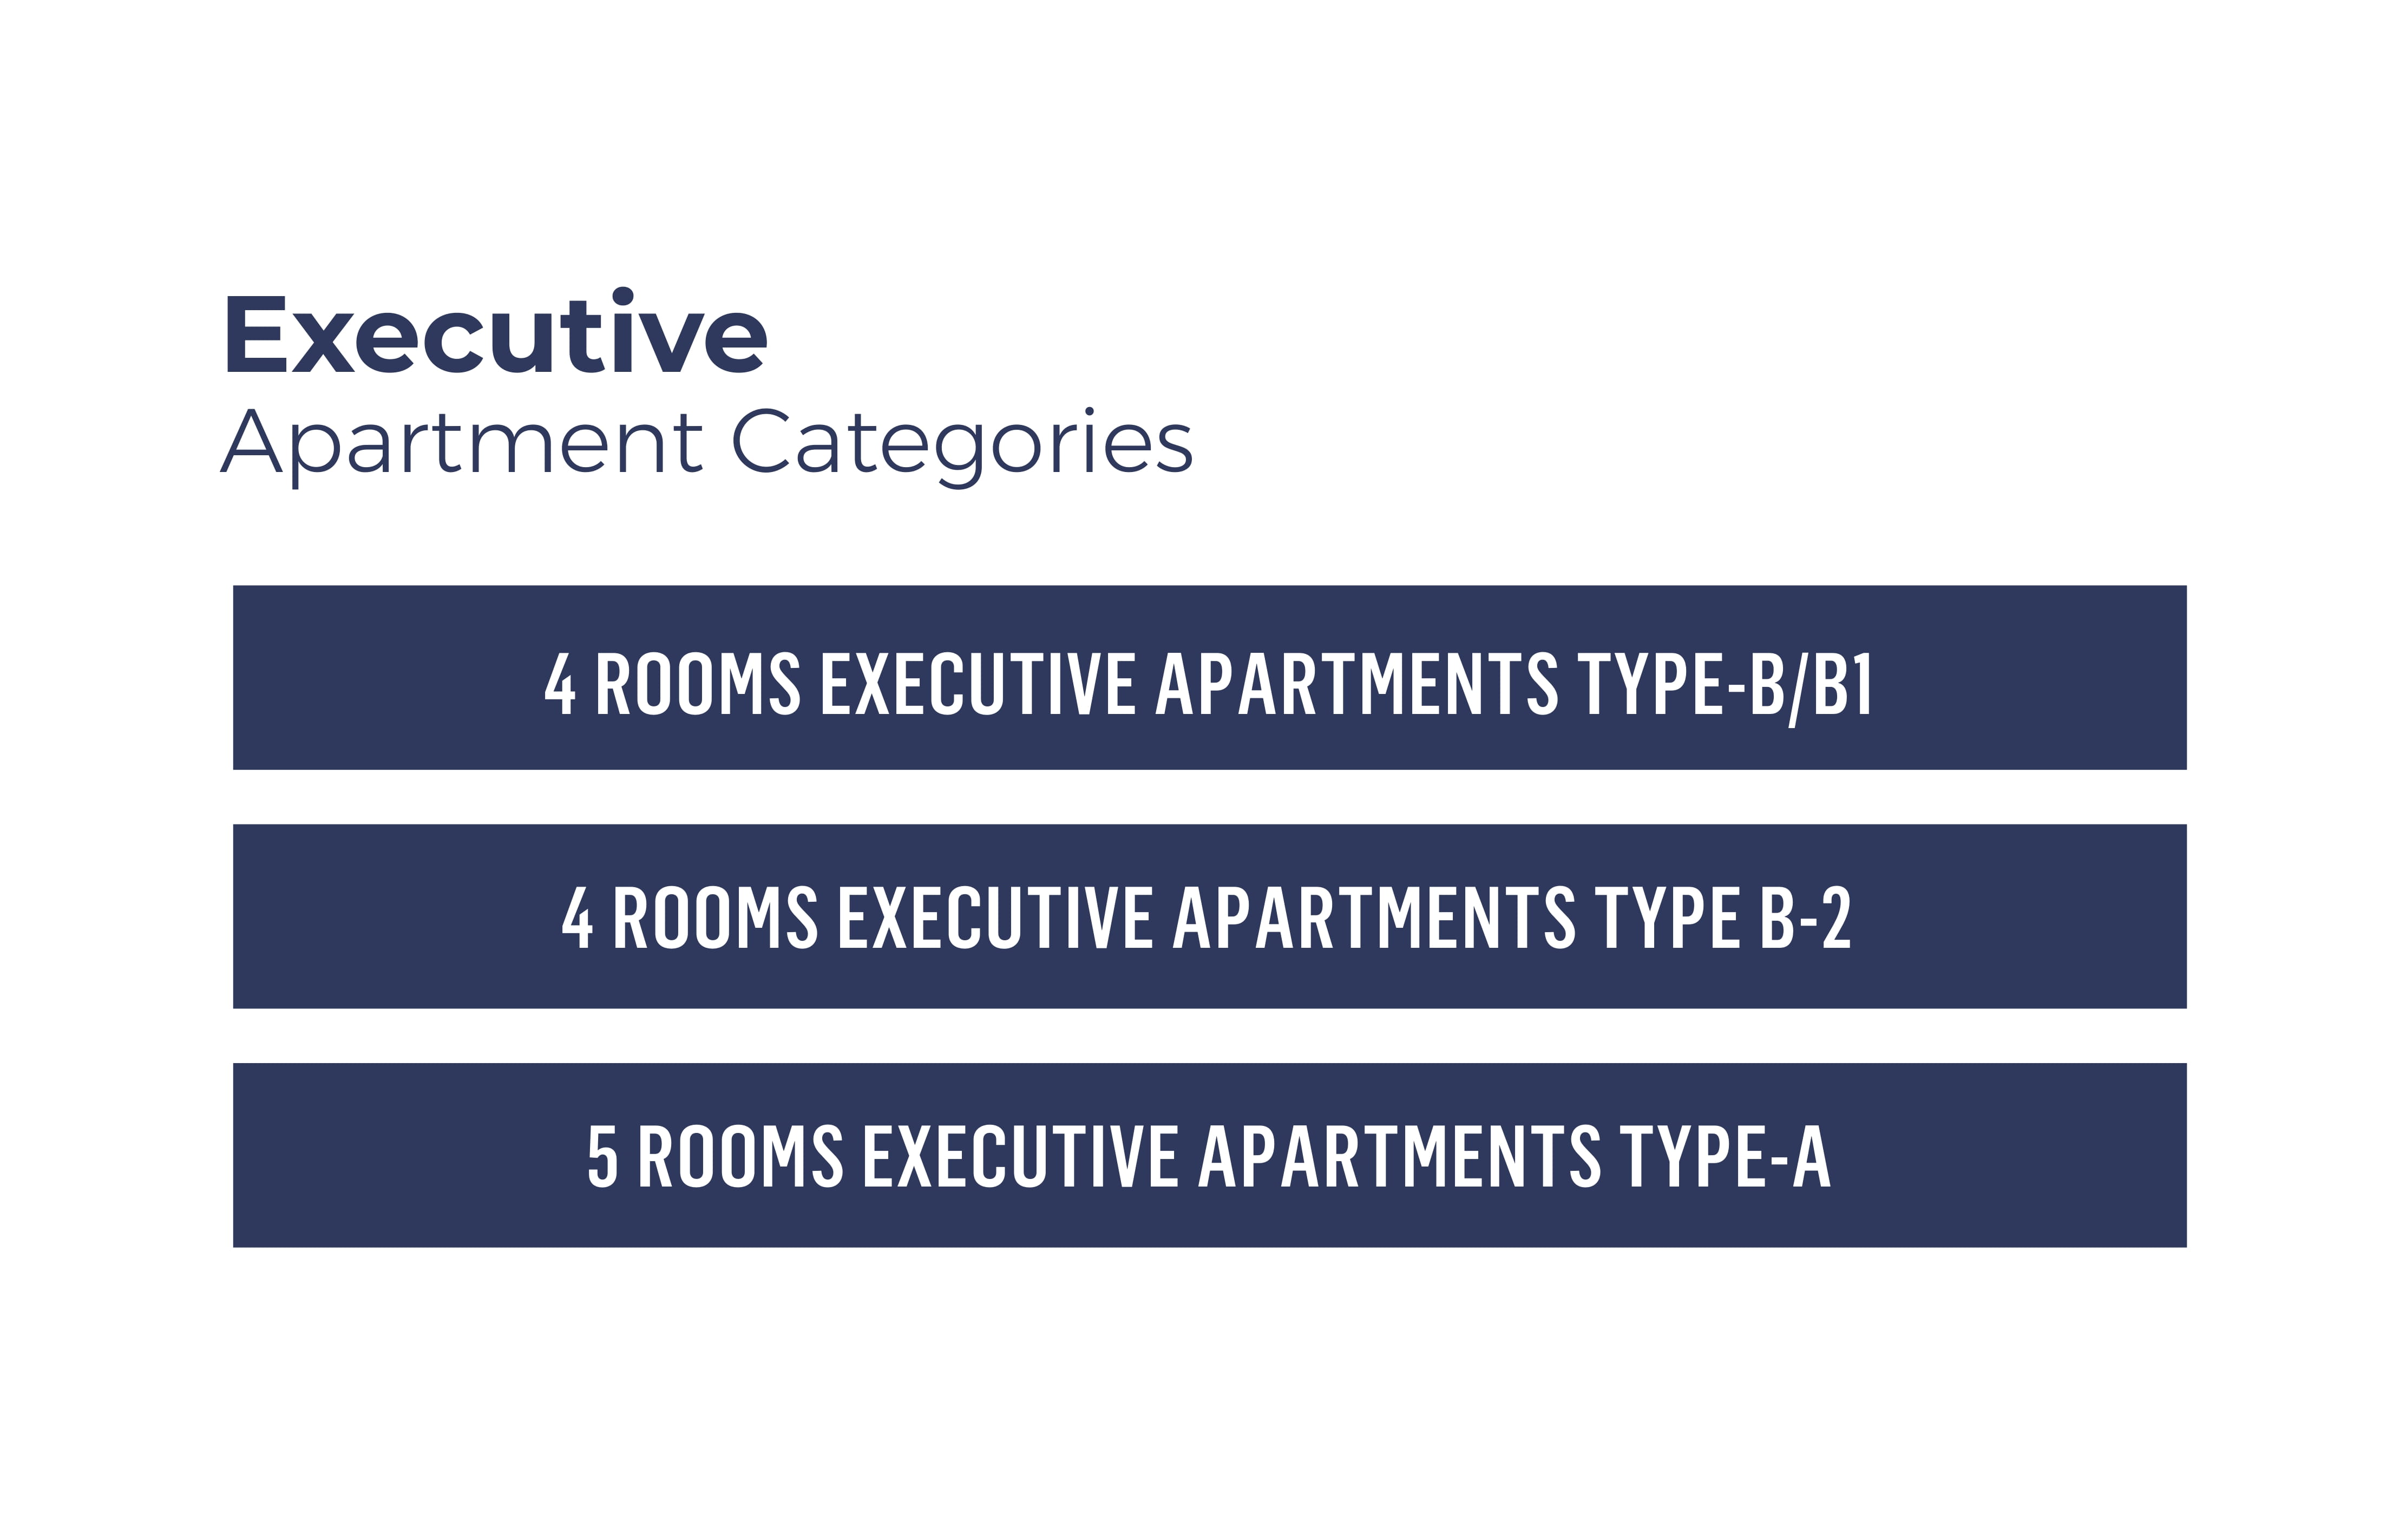 Executive
Apartment Categories
4 ROOMS EXECUTIVE APARTMENTS TYPE-B/B1
4 ROOMS EXECUTIVE APARTMENTS TYPE B-2
5 ROOMS EXECUTIVE APARTMENTS TYPE-A